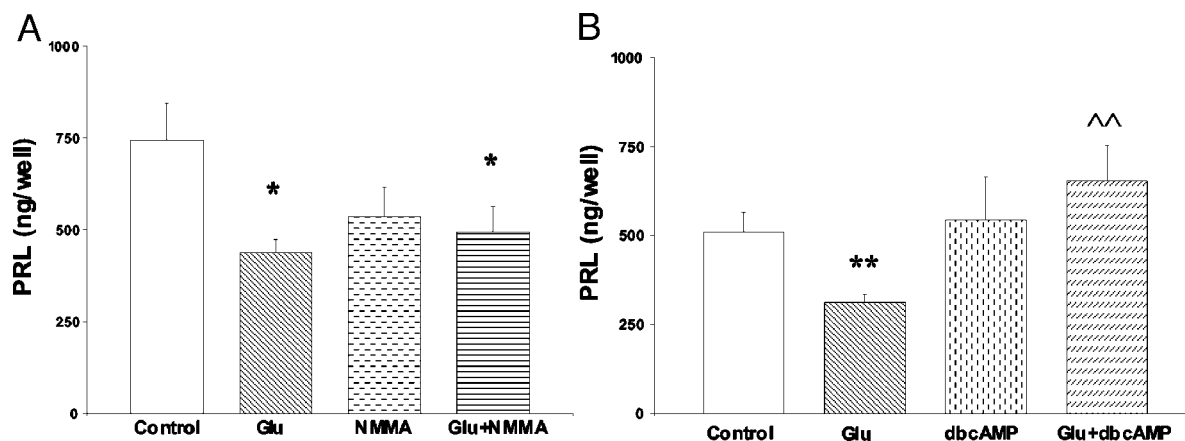 A
PRL (ng/well)
1000
750
500
250
0
*
*
Control Glu NMMA Glu+NMMA
B
PRL (ng/well)
1000
750
500
250
0
**
^^
Control Glu dbcAMP Glu+dbcAMP